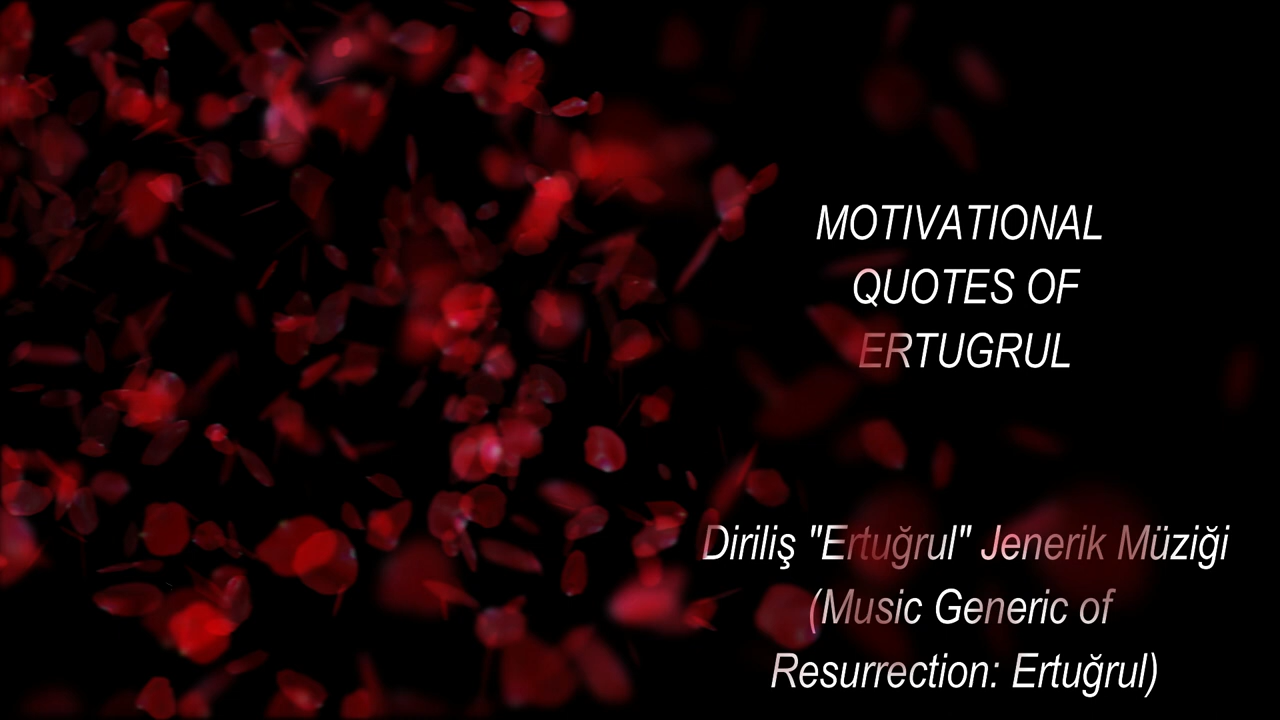 MOTIVATIONAL
QUOTES OF
ERTUGRUL
Diriliş "Ertuğrul" Jenerik Müziği
(Music Generic of
Resurrection: Ertuğrul)